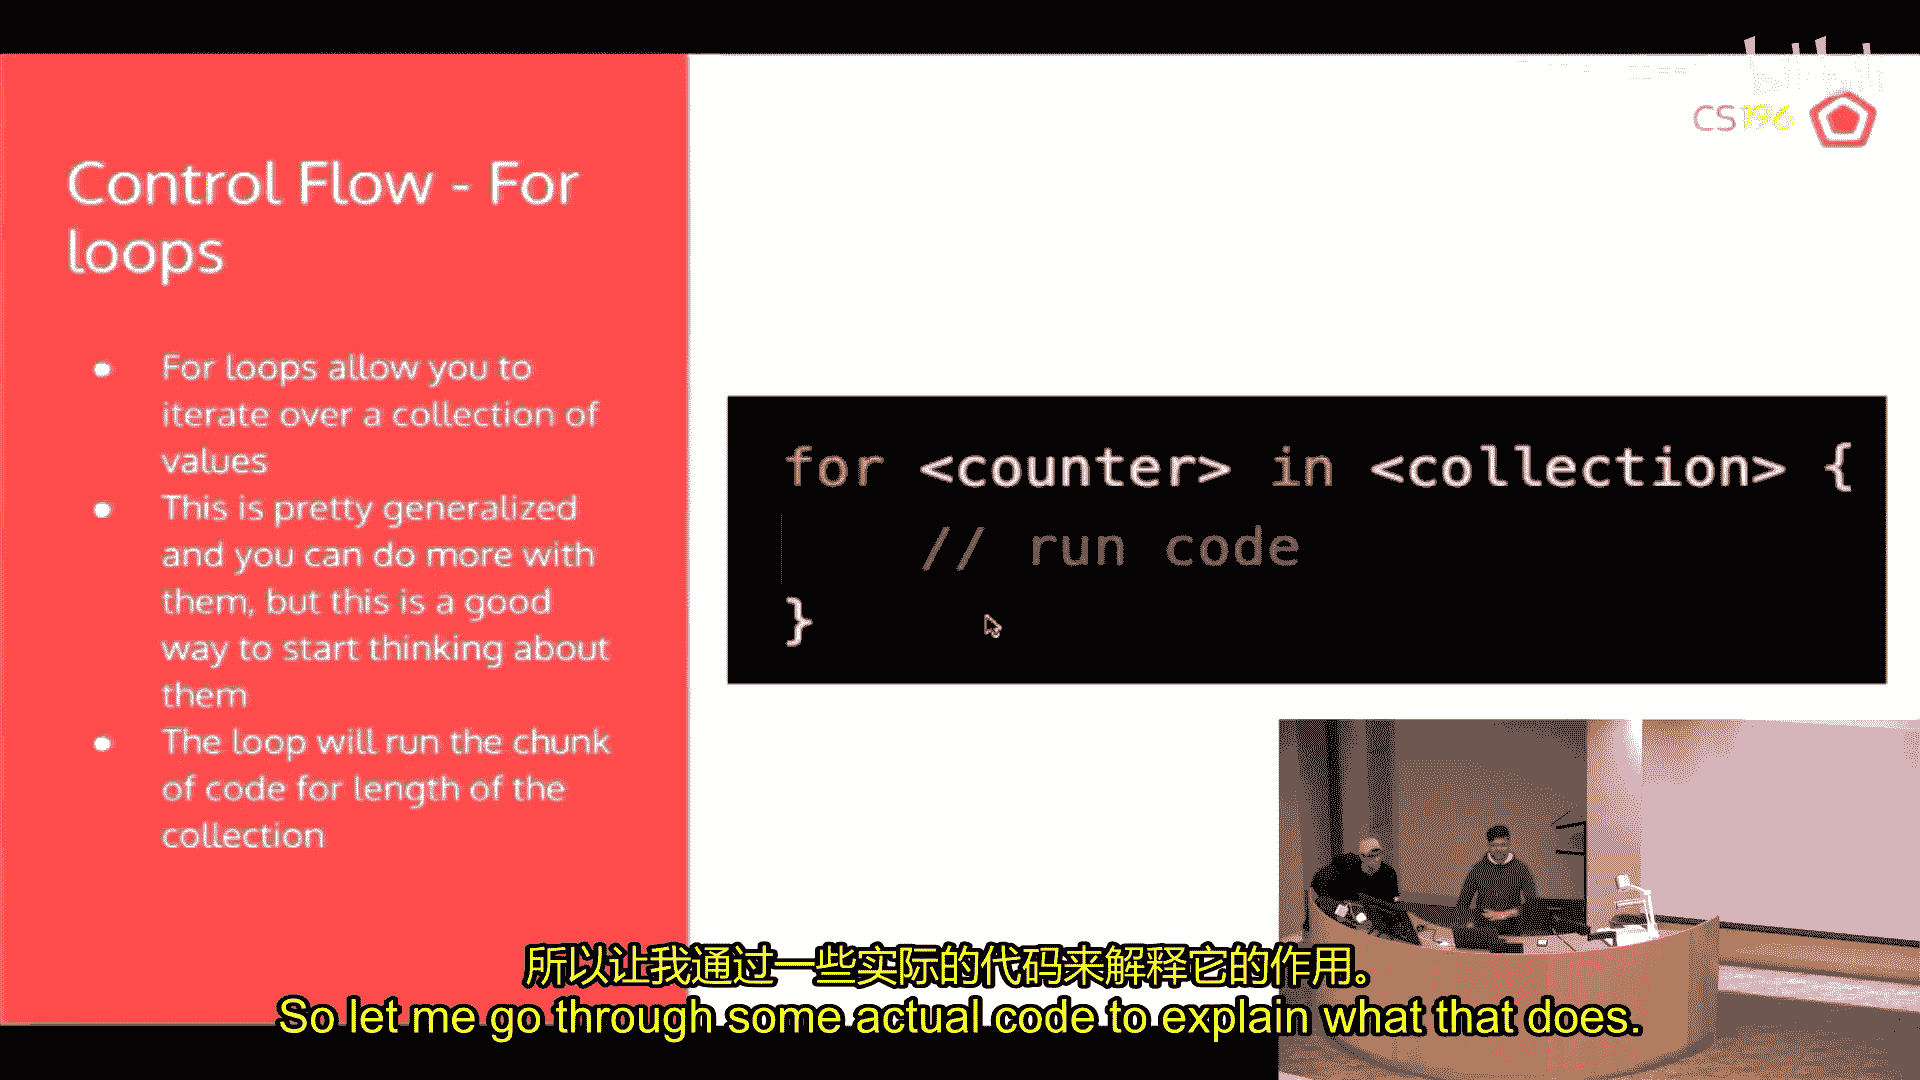 CS196
Control Flow - For
loops
● For loops allow you to
iterate over a collection of
values
● This is pretty generalized
and you can do more with
them, but this is a good
way to start thinking about
them
● The loop will run the chunk
of code for length of the
collection
for <counter> in <collection> {
// run code
}
所以让我通过一些实际的代码来解释它的作用。
So let me go through some actual code to explain what that does.